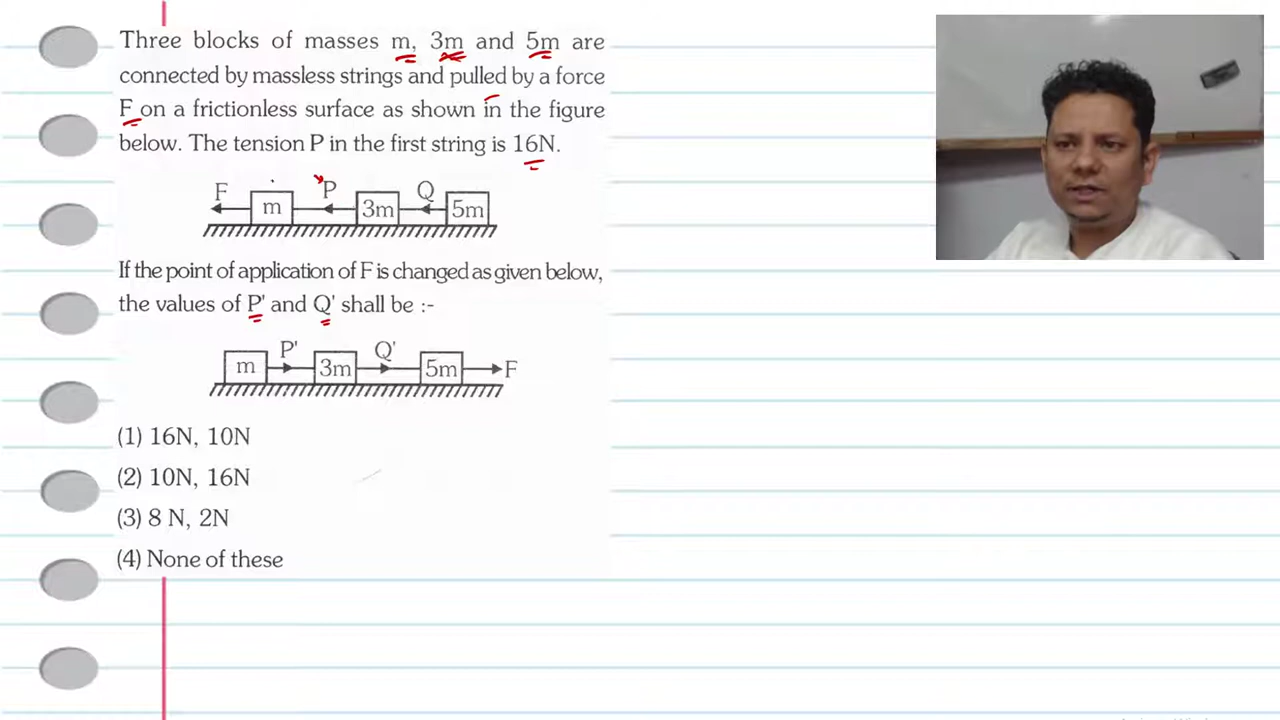 Three blocks of masses m, 3m and 5m are
connected by massless strings and pulled by a force
F on a frictionless surface as shown in the figure
below. The tension P in the first string is 16N.
F m P 3m Q 5m
If the point of application of F is changed as given below,
the values of P' and Q' shall be :-
m P' 3m Q' 5m F
(1) 16N, 10N
(2) 10N, 16N
(3) 8 N, 2N
(4) None of these